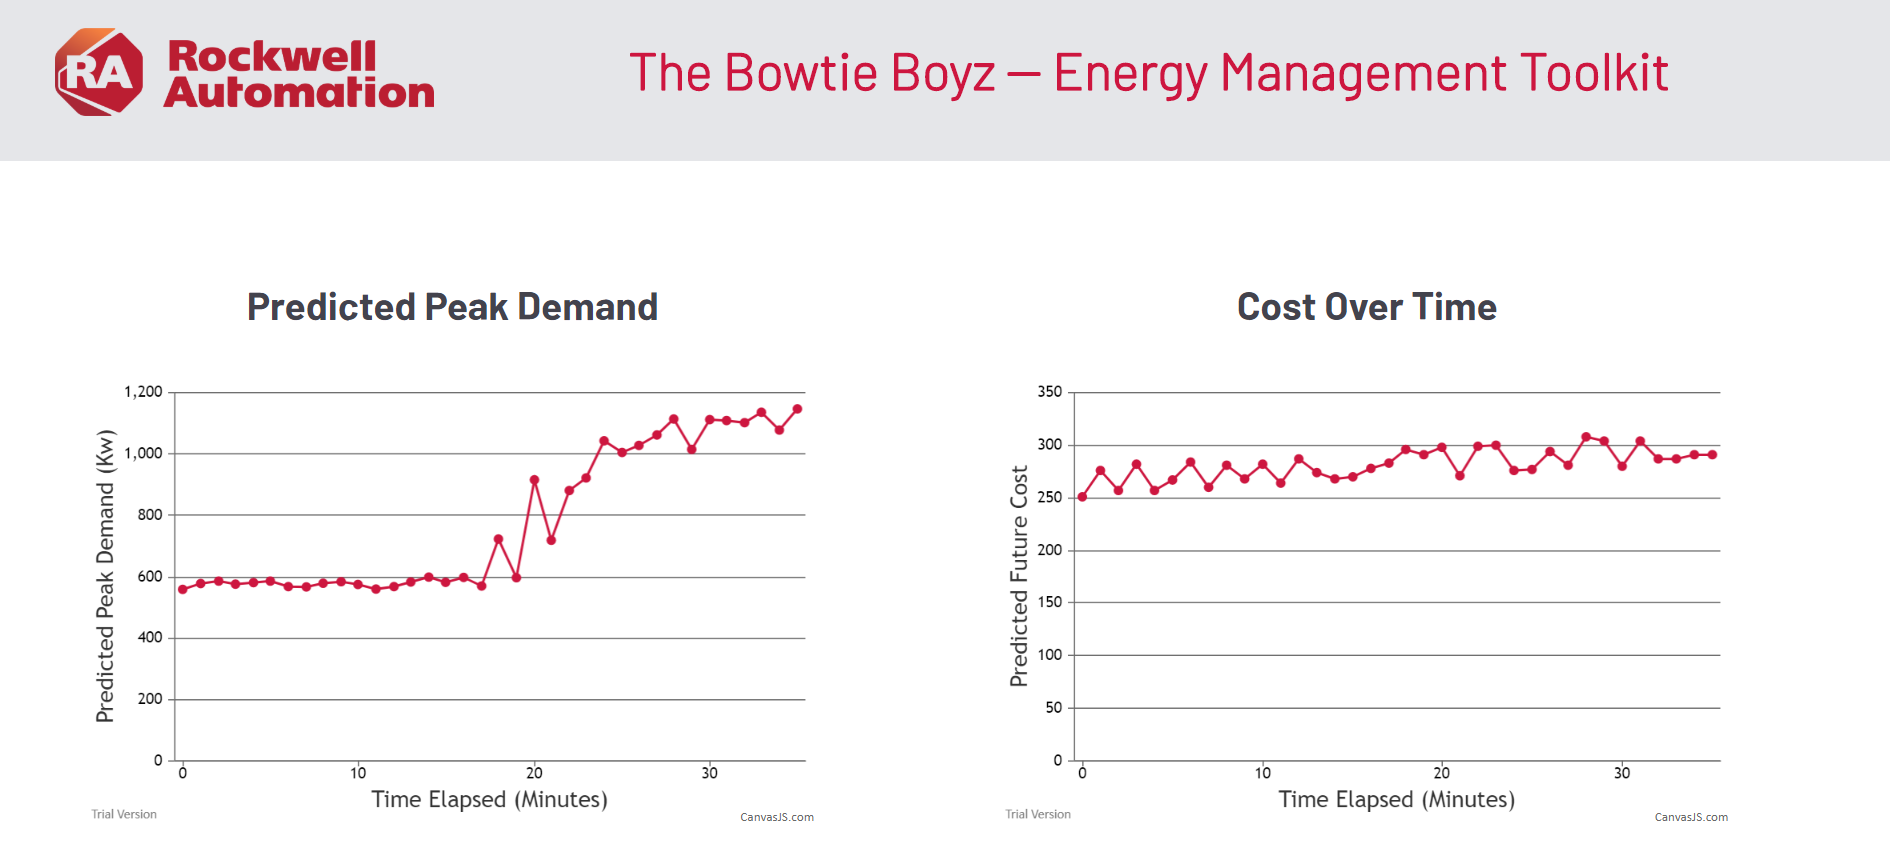 RA
Rockwell
Automation
The Bowtie Boyz — Energy Management Toolkit
Predicted Peak Demand
Predicted Peak Demand (Kw)
1,200
1,000
800
600
400
200
0
0 10 20 30
Time Elapsed (Minutes)
Trial Version
CanvasJS.com
Cost Over Time
Predicted Future Cost
350
300
250
200
150
100
50
0
0 10 20 30
Time Elapsed (Minutes)
Trial Version
CanvasJS.com